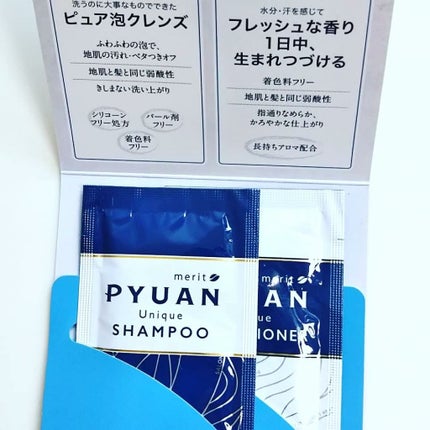 洗うのに大事なものでできた
ピュア泡クレンズ
ふわふわの泡で、
地肌の汚れ・ベタつきオフ
地肌と髪と同じ弱酸性
きしまない洗い上がり
シリコーン
フリー処方
パール剤
フリー
着色料
フリー
水分・汗を感じて
フレッシュな香り
1日中、
生まれつづける
着色料フリー
地肌と髪と同じ弱酸性
指通りなめらか、
かろやかな仕上がり
長持ちアロマ配合
merit
PYUAN
Unique
SHAMPOO
merit
AN
que
IONE